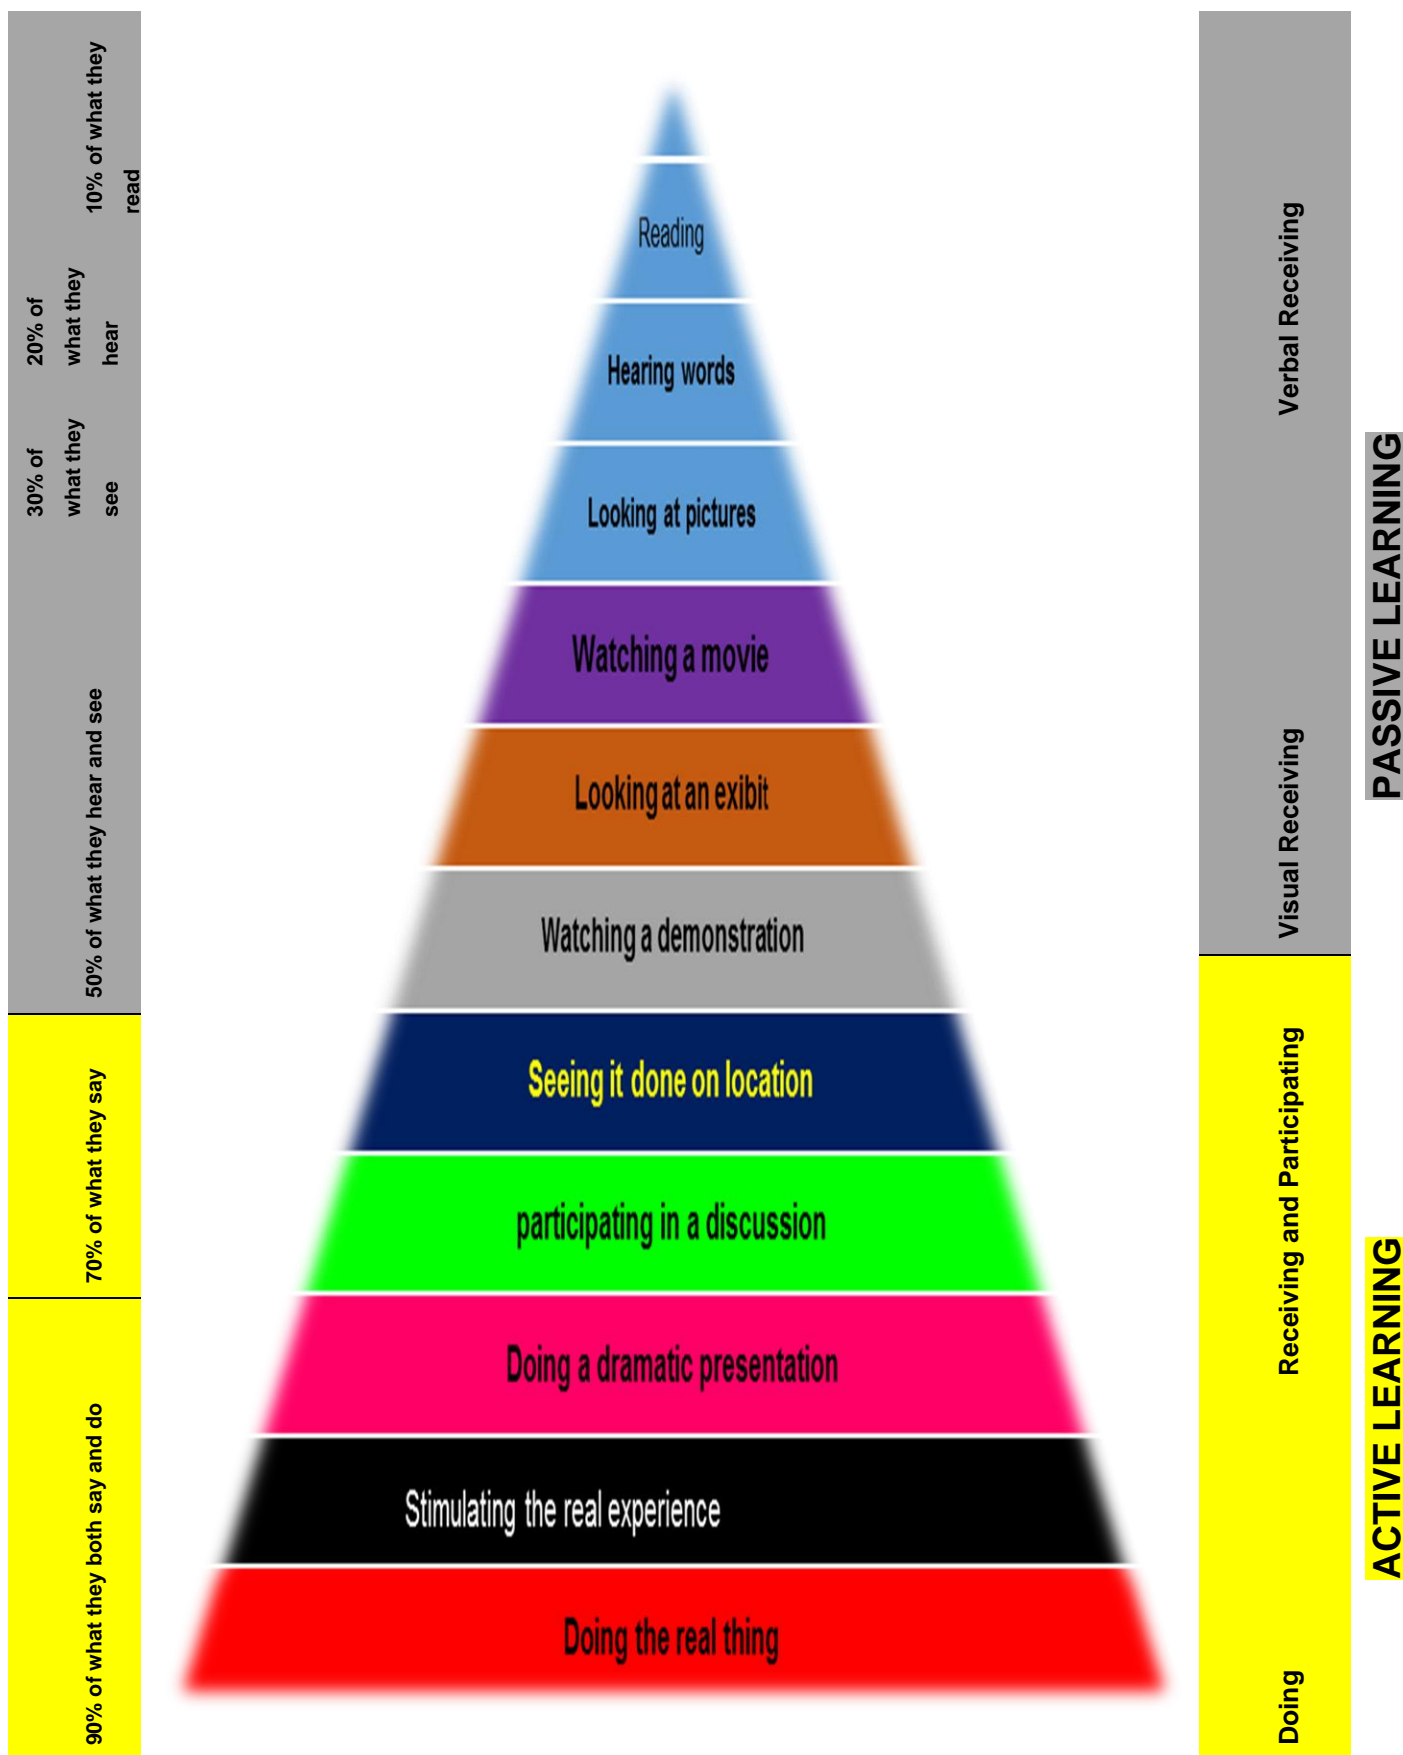 10% of what they
read
20% of
what they
hear
30% of
what they
see
50% of what they hear and see
70% of what they say
90% of what they both say and do
Reading
Hearing words
Looking at pictures
Watching a movie
Looking at an exibit
Watching a demonstration
Seeing it done on location
participating in a discussion
Doing a dramatic presentation
Stimulating the real experience
Doing the real thing
Verbal Receiving
Visual Receiving
Receiving and Participating
Doing
PASSIVE LEARNING
ACTIVE LEARNING